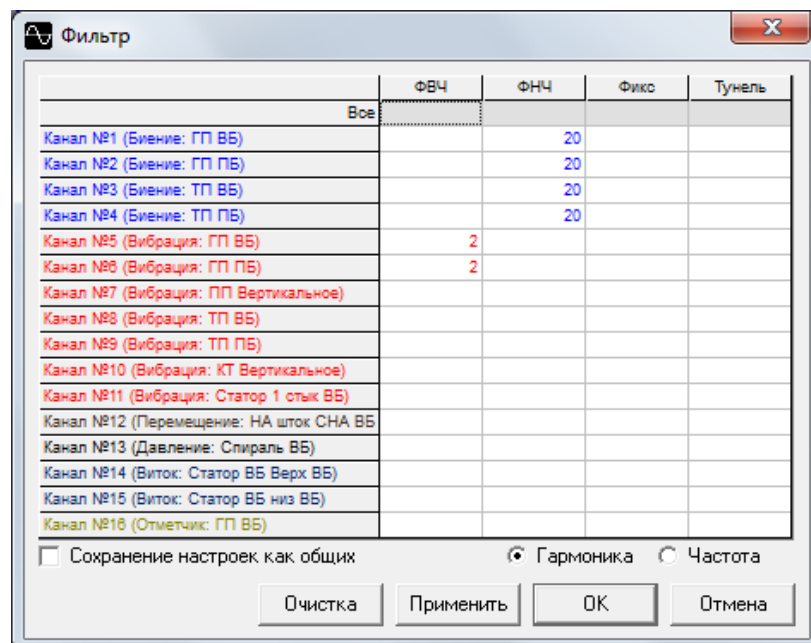 Фильтр
ФВЧ ФНЧ Фикс Тунель
Все
Канал №1 (Биение: ГП ВБ) 20
Канал №2 (Биение: ГП ПБ) 20
Канал №3 (Биение: ТП ВБ) 20
Канал №4 (Биение: ТП ПБ) 20
Канал №5 (Вибрация: ГП ВБ) 2
Канал №6 (Вибрация: ГП ПБ) 2
Канал №7 (Вибрация: ПП Вертикальное)
Канал №8 (Вибрация: ТП ВБ)
Канал №9 (Вибрация: ТП ПБ)
Канал №10 (Вибрация: КТ Вертикальное)
Канал №11 (Вибрация: Статор 1 стык ВБ)
Канал №12 (Перемещение: НА шток СНА ВБ
Канал №13 (Давление: Спираль ВБ)
Канал №14 (Виток: Статор ВБ Верх ВБ)
Канал №15 (Виток: Статор ВБ низ ВБ)
Канал №16 (Отметчик: ГП ВБ)
Сохранение настроек как общих Гармоника Частота
Очистка Применить OK Отмена